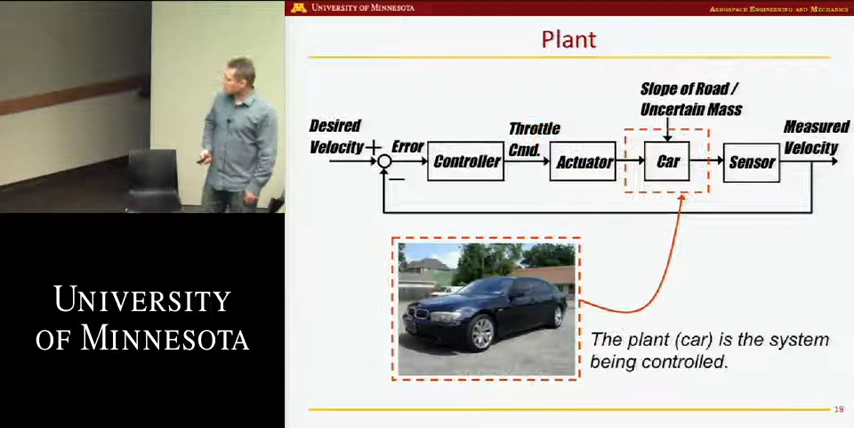 UNIVERSITY OF MINNESOTA
AEROSPACE ENGINEERING AND MECHANICS
Plant
Slope of Road /
Uncertain Mass
Desired
Velocity
+
Error
Throttle
Cmd.
Measured
Velocity
Controller
Actuator
Car
Sensor
—
UNIVERSITY
OF MINNESOTA
The plant (car) is the system
being controlled.
18